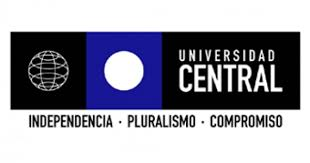 UNIVERSIDAD
CENTRAL
INDEPENDENCIA · PLURALISMO · COMPROMISO